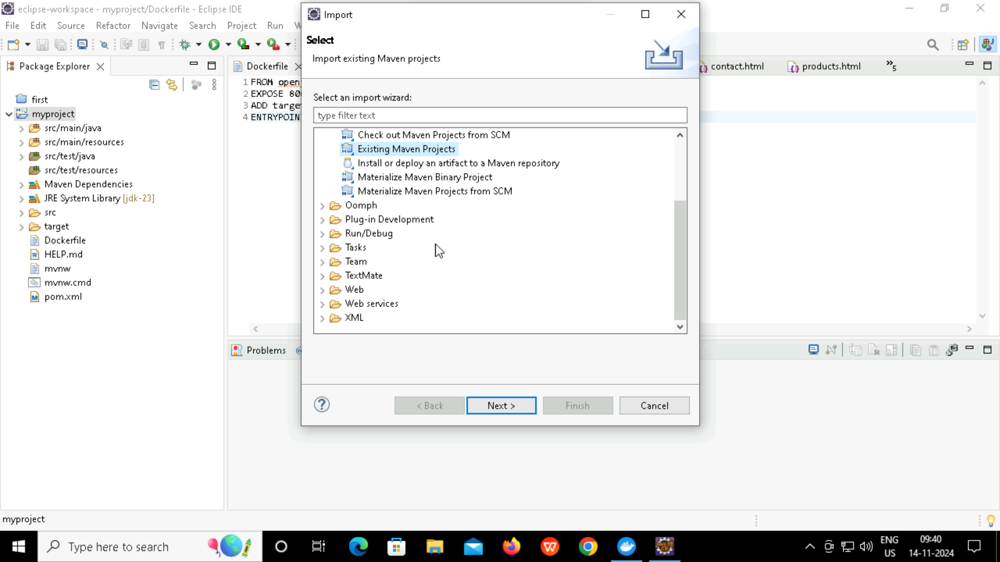 eclipse-workspace - myproject/Dockerfile - Eclipse IDE
File Edit Source Refactor Navigate Search Project Run
Package Explorer
first
myproject
src/main/java
src/main/resources
src/test/java
src/test/resources
Maven Dependencies
JRE System Library [jdk-23]
src
target
Dockerfile
HELP.md
mvnw
mvnw.cmd
pom.xml
Dockerfile
1 FROM open
2 EXPOSE 80
3 ADD targe
4 ENTRYPOIN
contact.html
products.html
»5
Import
Select
Import existing Maven projects
Select an import wizard:
type filter text
Check out Maven Projects from SCM
Existing Maven Projects
Install or deploy an artifact to a Maven repository
Materialize Maven Binary Project
Materialize Maven Projects from SCM
Oomph
Plug-in Development
Run/Debug
Tasks
Team
TextMate
Web
Web services
XML
< Back
Next >
Finish
Cancel
Problems
myproject
Type here to search
ENG
US
09:40
14-11-2024